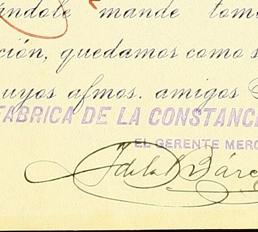 ándole mande tom
ción, quedamos como s
uyos afmos. amigos
FABRICA DE LA CONSTANC
EL GERENTE MERC